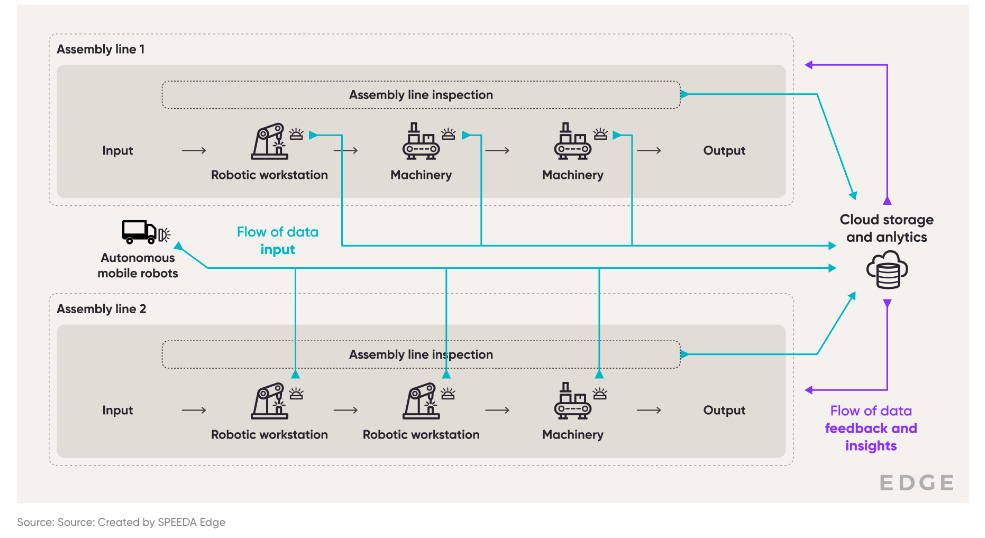 Assembly line 1
Assembly line inspection
Input
Output
Robotic workstation
Machinery
Machinery
Cloud storage
and anlytics
Flow of data
input
Autonomous
mobile robots
Assembly line 2
Assembly line inspection
Input
Output
Robotic workstation
Robotic workstation
Machinery
Flow of data
feedback and
insights
EDGE
Source: Source: Created by SPEEDA Edge